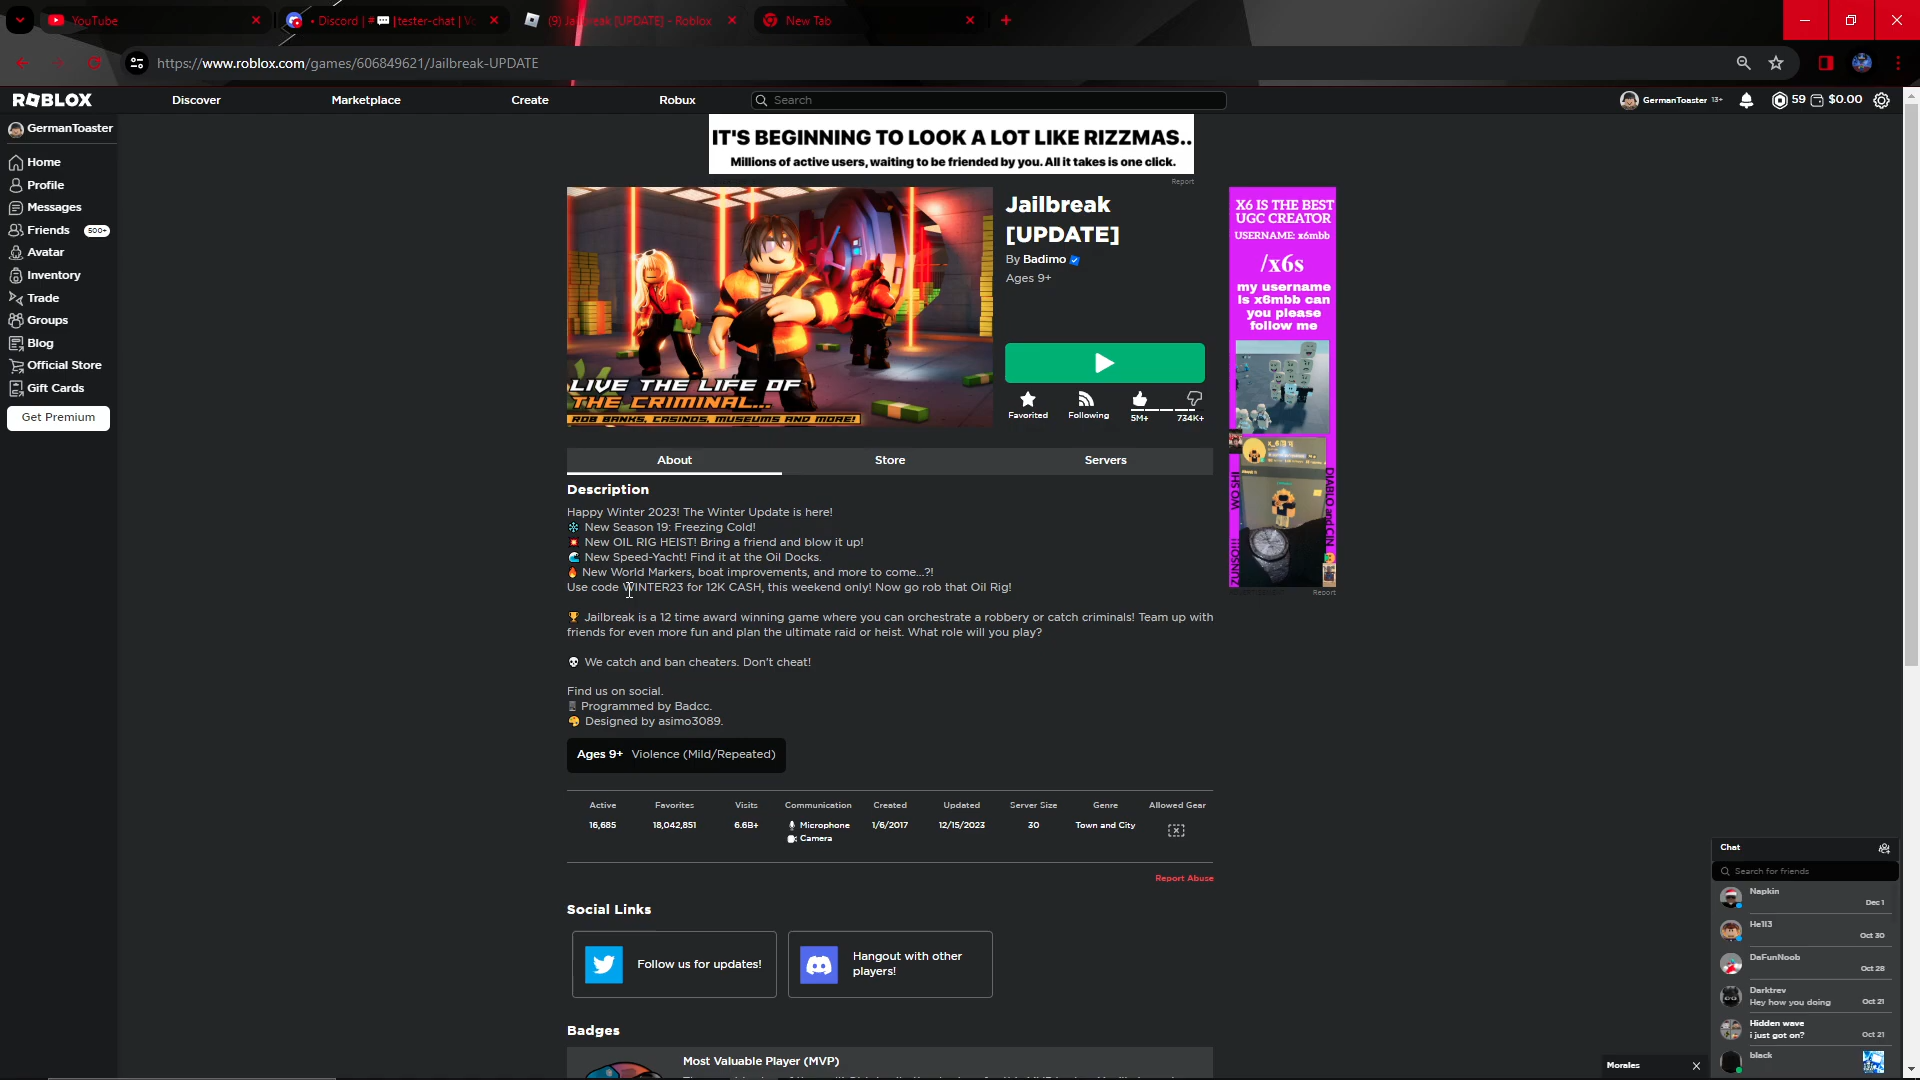 YouTube
• Discord | #💬 | tester-chat | Vo
(9) Jailbreak [UPDATE] - Roblox
New Tab
https://www.roblox.com/games/606849621/Jailbreak-UPDATE
ROBLOX
Discover
Marketplace
Create
Robux
Search
GermanToaster 13+
59
$0.00
GermanToaster
Home
Profile
Messages
Friends 500+
Avatar
Inventory
Trade
Groups
Blog
Official Store
Gift Cards
Get Premium
IT'S BEGINNING TO LOOK A LOT LIKE RIZZMAS..
Millions of active users, waiting to be friended by you. All it takes is one click.
Report
LIVE THE LIFE OF
THE CRIMINAL...
ROB BANKS, CASINOS, MUSEUMS AND MORE!
Jailbreak
[UPDATE]
By Badimo
Ages 9+
Favorited
Following
5M+
734K+
X6 IS THE BEST
UGC CREATOR
USERNAME: x6mbb
/x6s
my username
is x6mbb can
you please
follow me
DIABLO and CIN
Report
About
Store
Servers
Description
Happy Winter 2023! The Winter Update is here!
❄️ New Season 19: Freezing Cold!
💥 New OIL RIG HEIST! Bring a friend and blow it up!
🌊 New Speed-Yacht! Find it at the Oil Docks.
🔥 New World Markers, boat improvements, and more to come...?!
Use code WINTER23 for 12K CASH, this weekend only! Now go rob that Oil Rig!
🏆 Jailbreak is a 12 time award winning game where you can orchestrate a robbery or catch criminals! Team up with
friends for even more fun and plan the ultimate raid or heist. What role will you play?
💀 We catch and ban cheaters. Don't cheat!
Find us on social.
Programmed by Badcc.
🎨 Designed by asimo3089.
Ages 9+ Violence (Mild/Repeated)
Active
Favorites
Visits
Communication
Created
Updated
Server Size
Genre
Allowed Gear
16,685
18,042,851
6.6B+
Microphone
Camera
1/6/2017
12/15/2023
30
Town and City
Report Abuse
Social Links
Follow us for updates!
Hangout with other
players!
Badges
Most Valuable Player (MVP)
Chat
Search for friends
Napkin
Dec 1
He1l3
Oct 30
DaFunNoob
Oct 28
Darktrev
Hey how you doing
Oct 21
Hidden wave
i just got on?
Oct 21
black
Morales